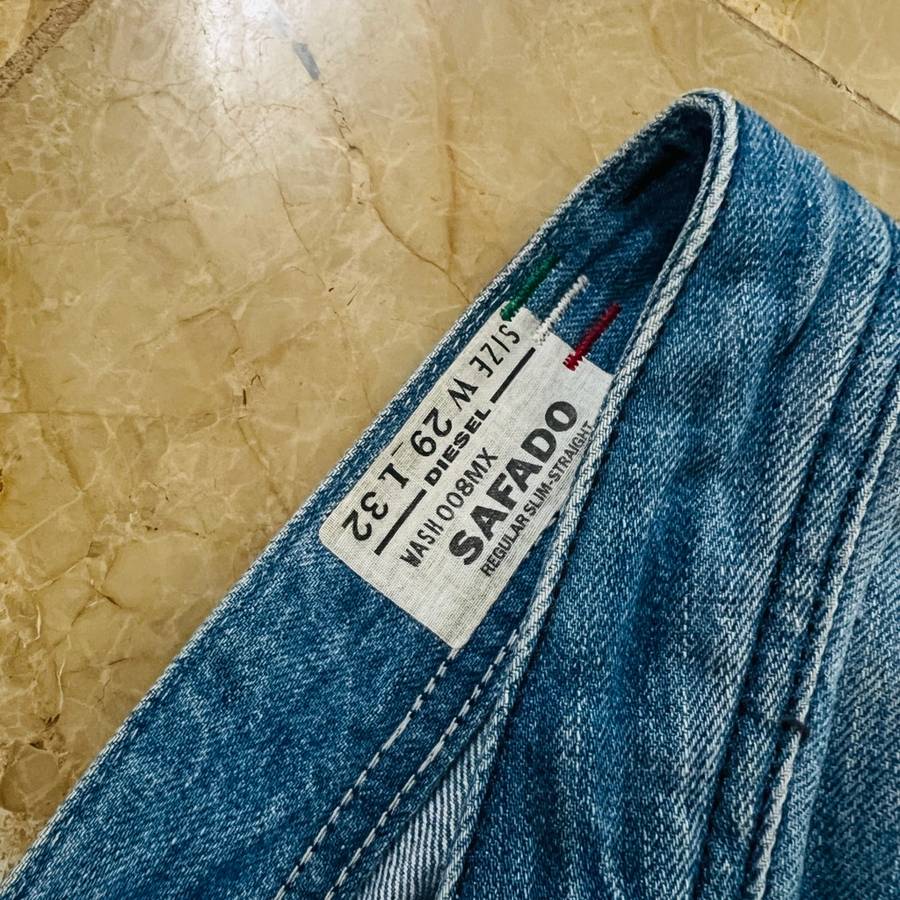 SIZE W 29 L 32
DIESEL
WASH 008MX
SAFADO
REGULAR SLIM-STRAIGHT